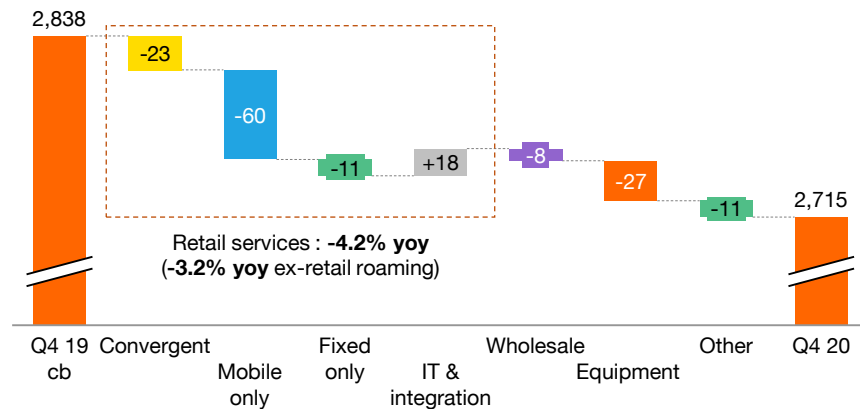 2,838
-23
-60
-11
+18
-8
-27
-11
2,715
Retail services : -4.2% yoy
(-3.2% yoy ex-retail roaming)
Q4 19
cb
Convergent
Mobile
only
Fixed
only
IT &
integration
Wholesale
Equipment
Other
Q4 20